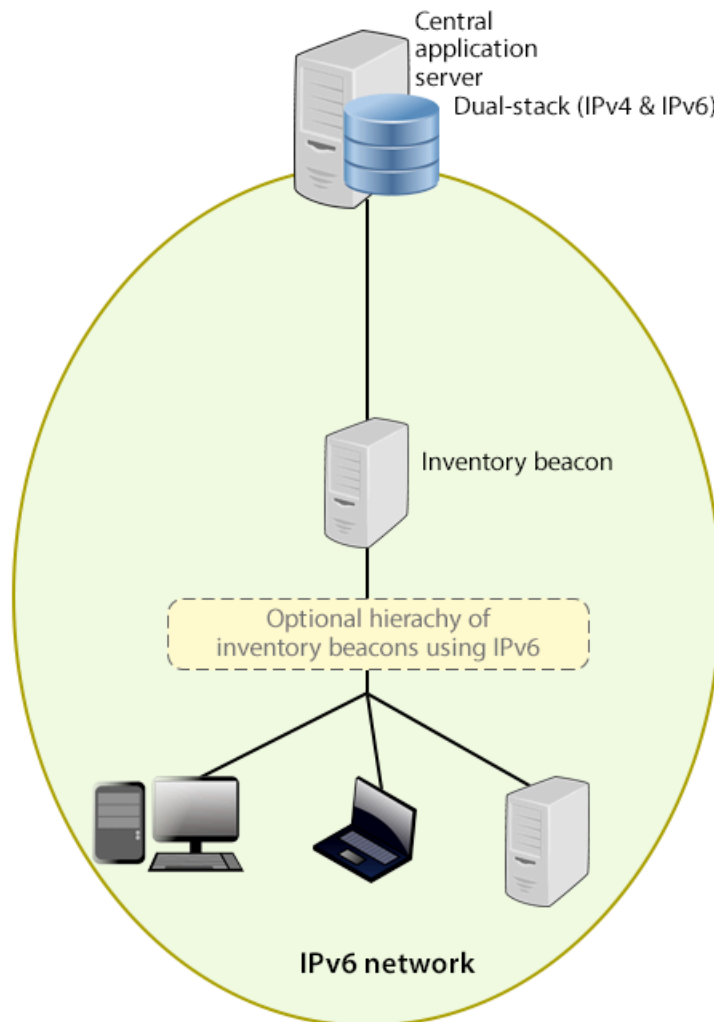 Central
application
server
Dual-stack (IPv4 & IPv6)
Inventory beacon
Optional hierachy of
inventory beacons using IPv6
IPv6 network